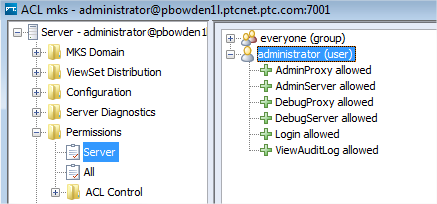 PTC ACL mks - administrator@pbowden1l.ptcnet.ptc.com:7001
Server - administrator@pbowden1
MKS Domain
ViewSet Distribution
Configuration
Server Diagnostics
Permissions
Server
All
ACL Control
everyone (group)
administrator (user)
AdminProxy allowed
AdminServer allowed
DebugProxy allowed
DebugServer allowed
Login allowed
ViewAuditLog allowed